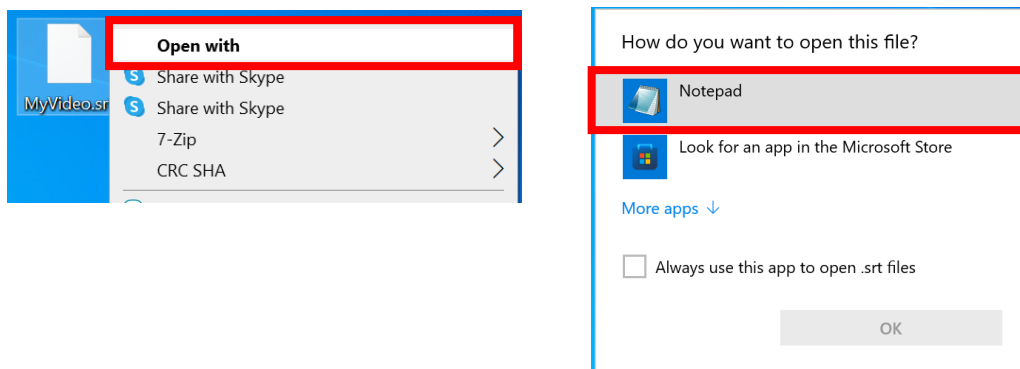 Open with
Share with Skype
MyVideo.sr
Share with Skype
7-Zip
CRC SHA
How do you want to open this file?
Notepad
Look for an app in the Microsoft Store
More apps
Always use this app to open .srt files
OK